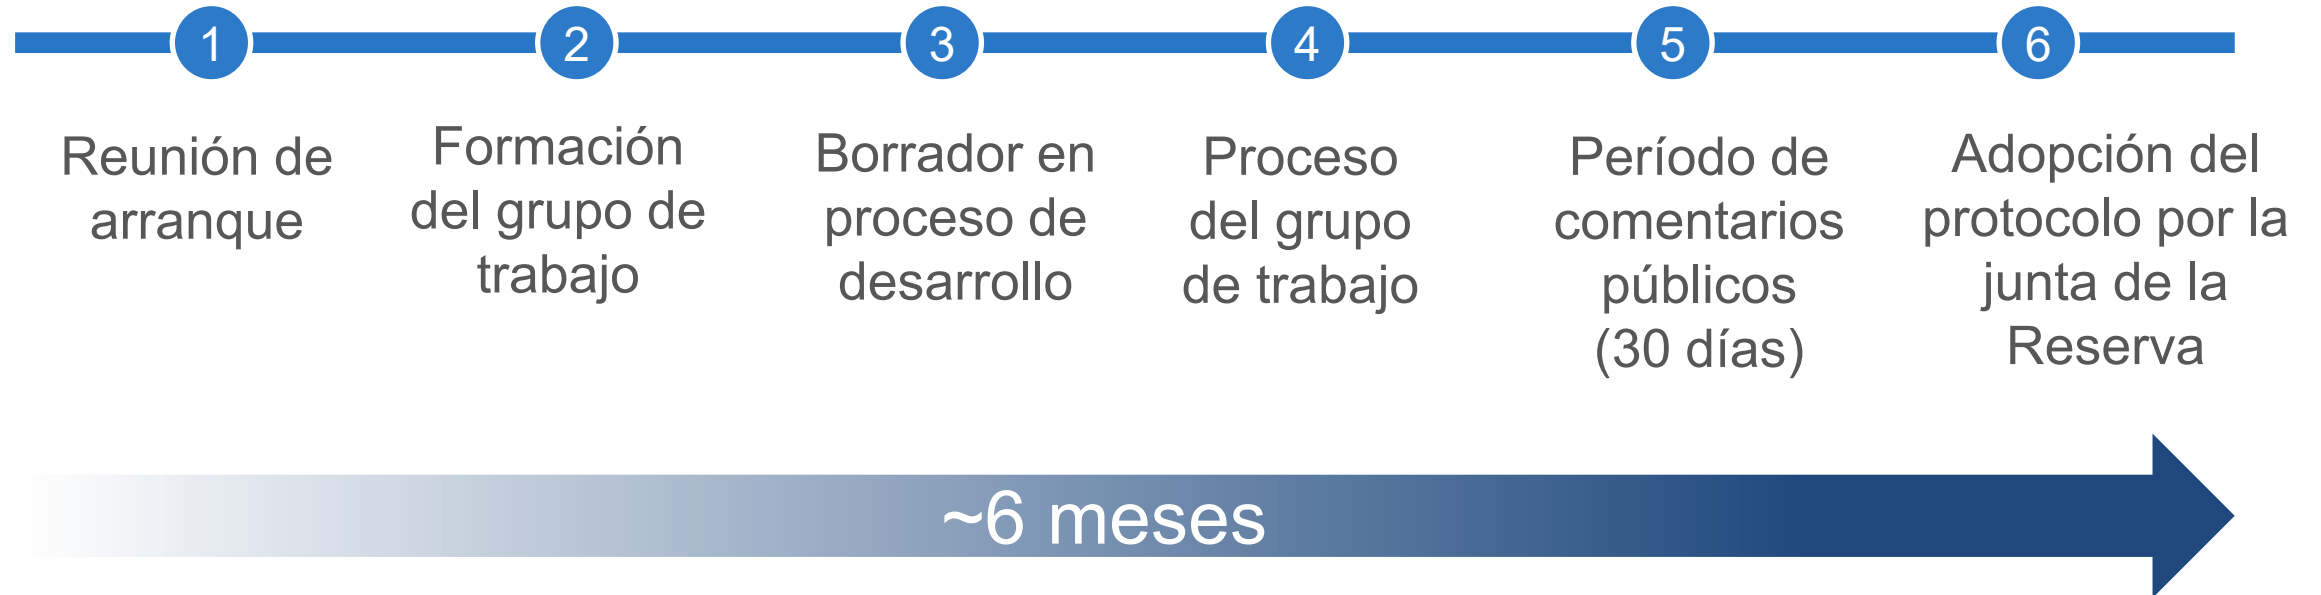 1
2
3
4
5
6
Reunión de
arranque
Formación
del grupo de
trabajo
Borrador en
proceso de
desarrollo
Proceso
del grupo
de trabajo
Período de
comentarios
públicos
(30 días)
Adopción del
protocolo por la
junta de la
Reserva
~6 meses